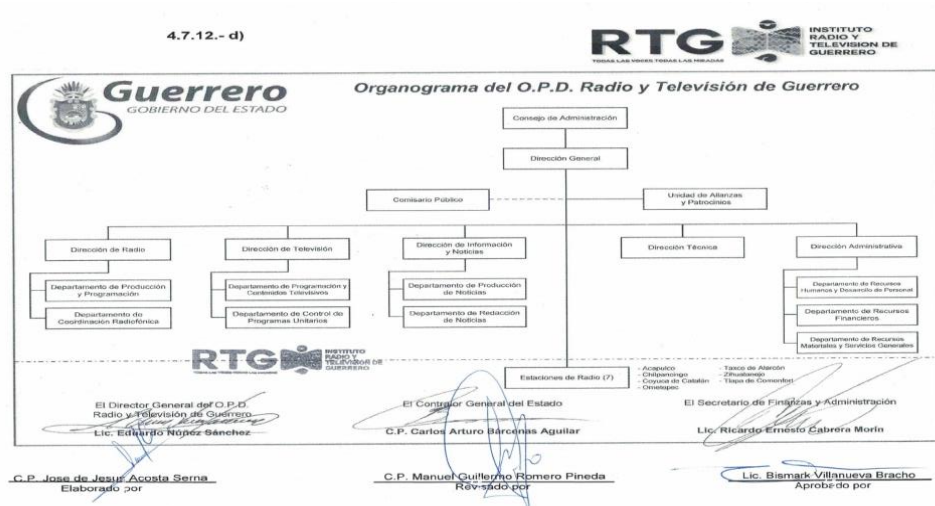 4.7.12.- d)
RTG
TODAS LAS VOCES TODAS LAS MIRADAS
INSTITUTO
RADIO Y
TELEVISION DE
GUERRERO
Guerrero
GOBIERNO DEL ESTADO
Organograma del O.P.D. Radio y Televisión de Guerrero
Consejo de Administración
Dirección General
Comisario Público
Unidad de Alianzas
y Patrocinios
Dirección de Radio
Dirección de Televisión
Dirección de Información
y Noticias
Dirección Técnica
Dirección Administrativa
Departamento de Producción
y Programación
Departamento de Programación y
Contenidos Televisivos
Departamento de Producción
de Noticias
Departamento de Recursos
Humanos y Desarrollo de Personal
Departamento de
Coordinación Radiofónica
Departamento de Control de
Programas Unitarios
Departamento de Redacción
de Noticias
Departamento de Recursos
Financieros
Departamento de Recursos
Materiales y Servicios Generales
RTG
INSTITUTO
RADIO Y
TELEVISION DE
GUERRERO
Estaciones de Radio (7)
- Acapulco
- Chilpancingo
- Coyuca de Catalán
- Ometepec
- Taxco de Alarcón
- Zihuatanejo
- Tlapa de Comonfort
El Director General del O.P.D.
Radio y Televisión de Guerrero
Lic. Eduardo Núñez Sánchez
El Contralor General del Estado
C.P. Carlos Arturo Bárcenas Aguilar
El Secretario de Finanzas y Administración
Lic. Ricardo Ernesto Cabrera Morín
C.P. Jose de Jesus Acosta Serna
Elaborado por
C.P. Manuel Guillermo Romero Pineda
Revisado por
Lic. Bismark Villanueva Bracho
Aprobado por